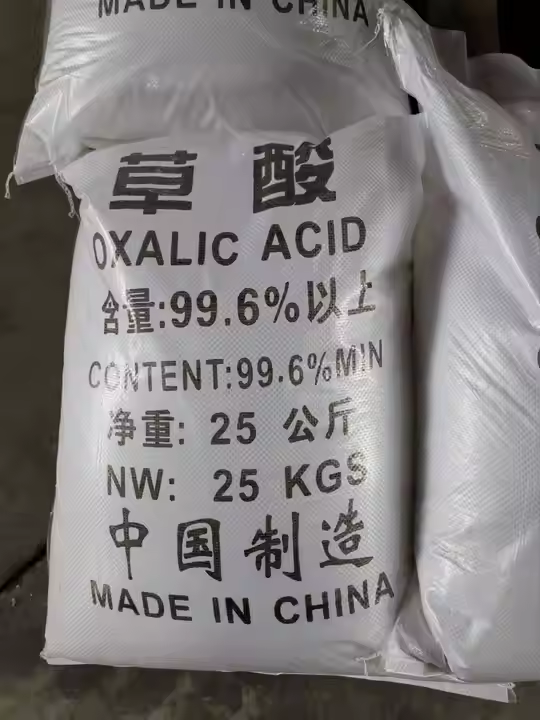 MADE IN CHINA
草酸
OXALIC ACID
含量:99.6%以上
CONTENT:99.6%MIN
净重: 25 公斤
NW: 25 KGS
中国制造
MADE IN CHINA